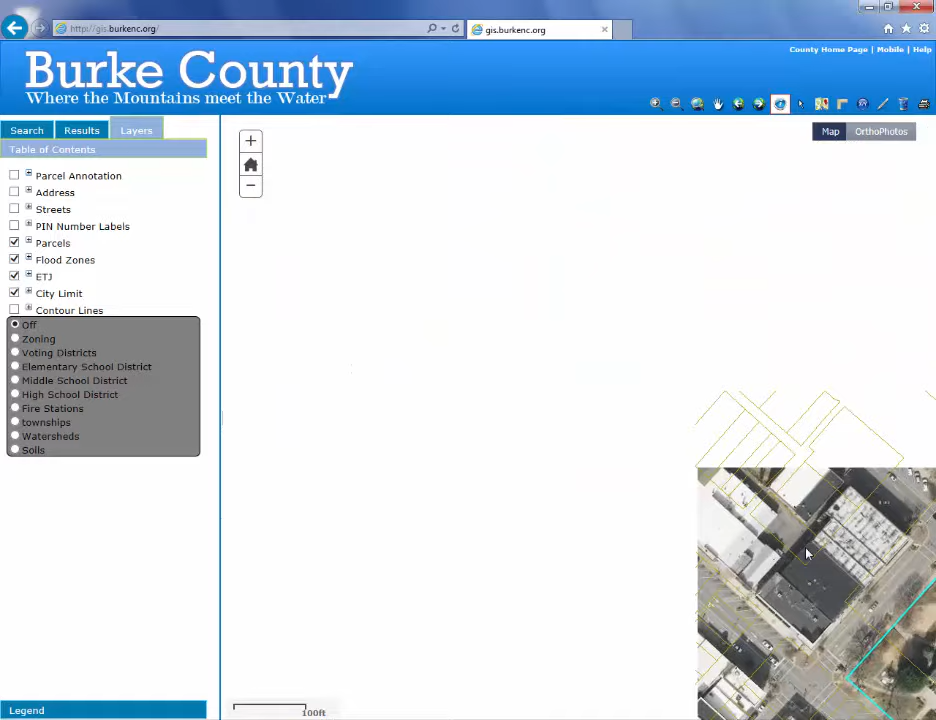 http://gis.burkenc.org/
gis.burkenc.org
Burke County
Where the Mountains meet the Water
County Home Page | Mobile | Help
Search
Results
Layers
Map
OrthoPhotos
Table of Contents
Parcel Annotation
Address
Streets
PIN Number Labels
Parcels
Flood Zones
ETJ
City Limit
Contour Lines
Off
Zoning
Voting Districts
Elementary School District
Middle School District
High School District
Fire Stations
townships
Watersheds
Soils
Legend
100ft